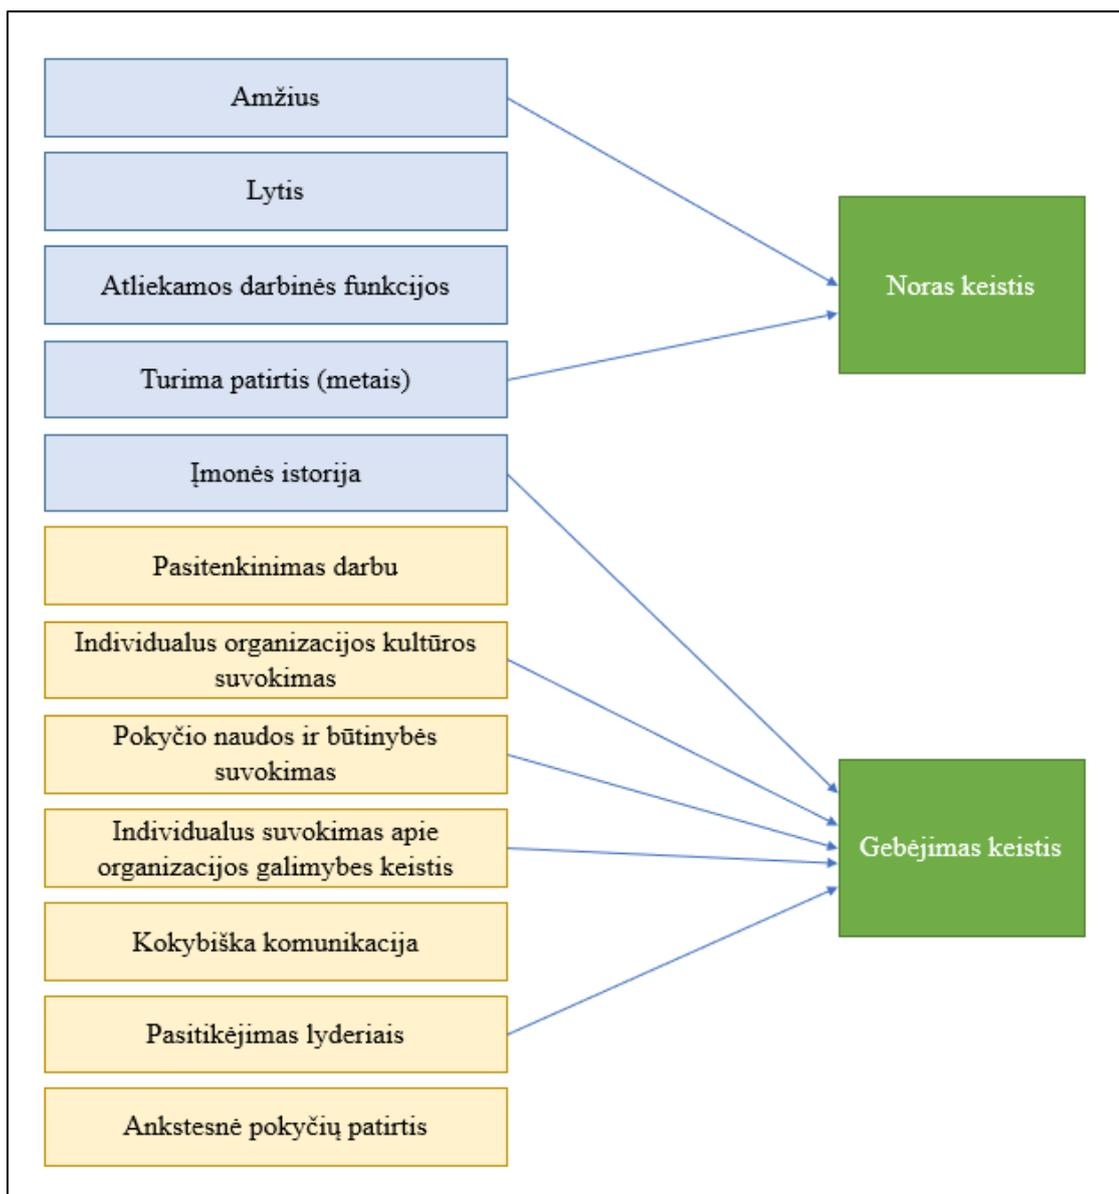 Amžius
Lytis
Atliekamos darbinės funkcijos
Turima patirtis (metais)
Įmonės istorija
Pasitenkinimas darbu
Individualus organizacijos kultūros
suvokimas
Pokyčio naudos ir būtinybės
suvokimas
Individualus suvokimas apie
organizacijos galimybes keistis
Kokybiška komunikacija
Pasitikėjimas lyderiais
Ankstesnė pokyčių patirtis
Noras keistis
Gebėjimas keistis